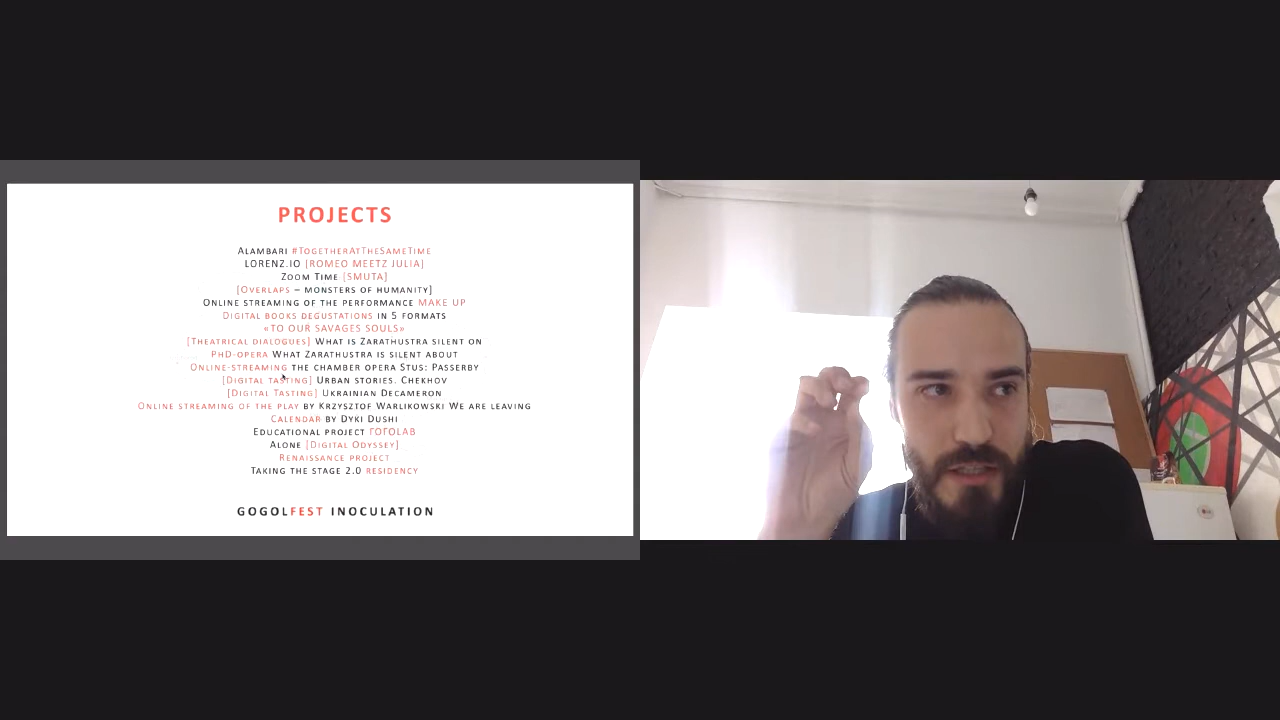 PROJECTS
ALAMBARI #TOGETHERATTHESAMETIME
LORENZ.IO [ROMEO MEETZ JULIA]
ZOOM TIME [SMUTA]
[OVERLAPS – MONSTERS OF HUMANITY]
ONLINE STREAMING OF THE PERFORMANCE MAKE UP
DIGITAL BOOKS DEGUSTATIONS IN 5 FORMATS
«TO OUR SAVAGES SOULS»
[THEATRICAL DIALOGUES] WHAT IS ZARATHUSTRA SILENT ON
PHD-OPERA WHAT ZARATHUSTRA IS SILENT ABOUT
ONLINE-STREAMING THE CHAMBER OPERA STUS: PASSERBY
[DIGITAL TASTING] URBAN STORIES. CHEKHOV
[DIGITAL TASTING] UKRAINIAN DECAMERON
ONLINE STREAMING OF THE PLAY BY KRZYSZTOF WARLIKOWSKI WE ARE LEAVING
CALENDAR BY DYKI DUSHI
EDUCATIONAL PROJECT ГОГОLAB
ALONE [DIGITAL ODYSSEY]
RENAISSANCE PROJECT
TAKING THE STAGE 2.0 RESIDENCY
GOGOLFEST INOCULATION